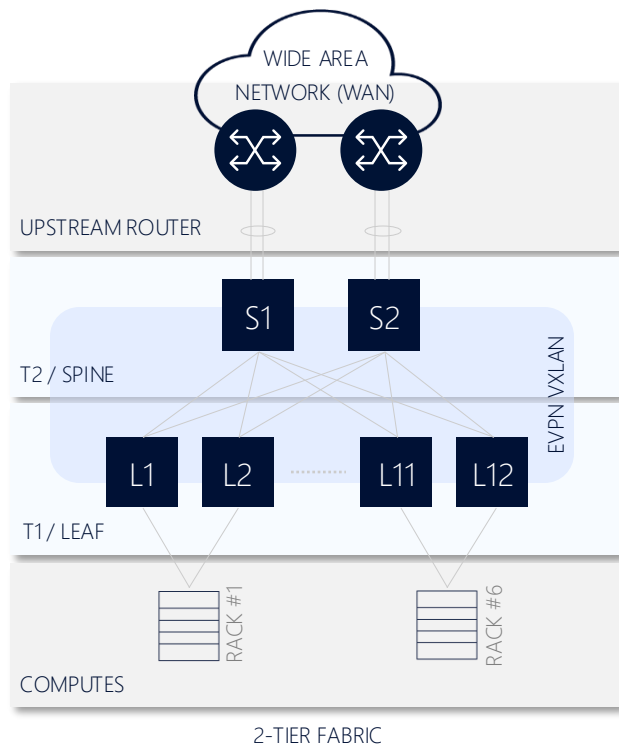 WIDE AREA
NETWORK (WAN)
UPSTREAM ROUTER
S1
S2
T2 / SPINE
EVPN VXLAN
L1
L2
L11
L12
T1 / LEAF
RACK #1
RACK #6
COMPUTES
2-TIER FABRIC